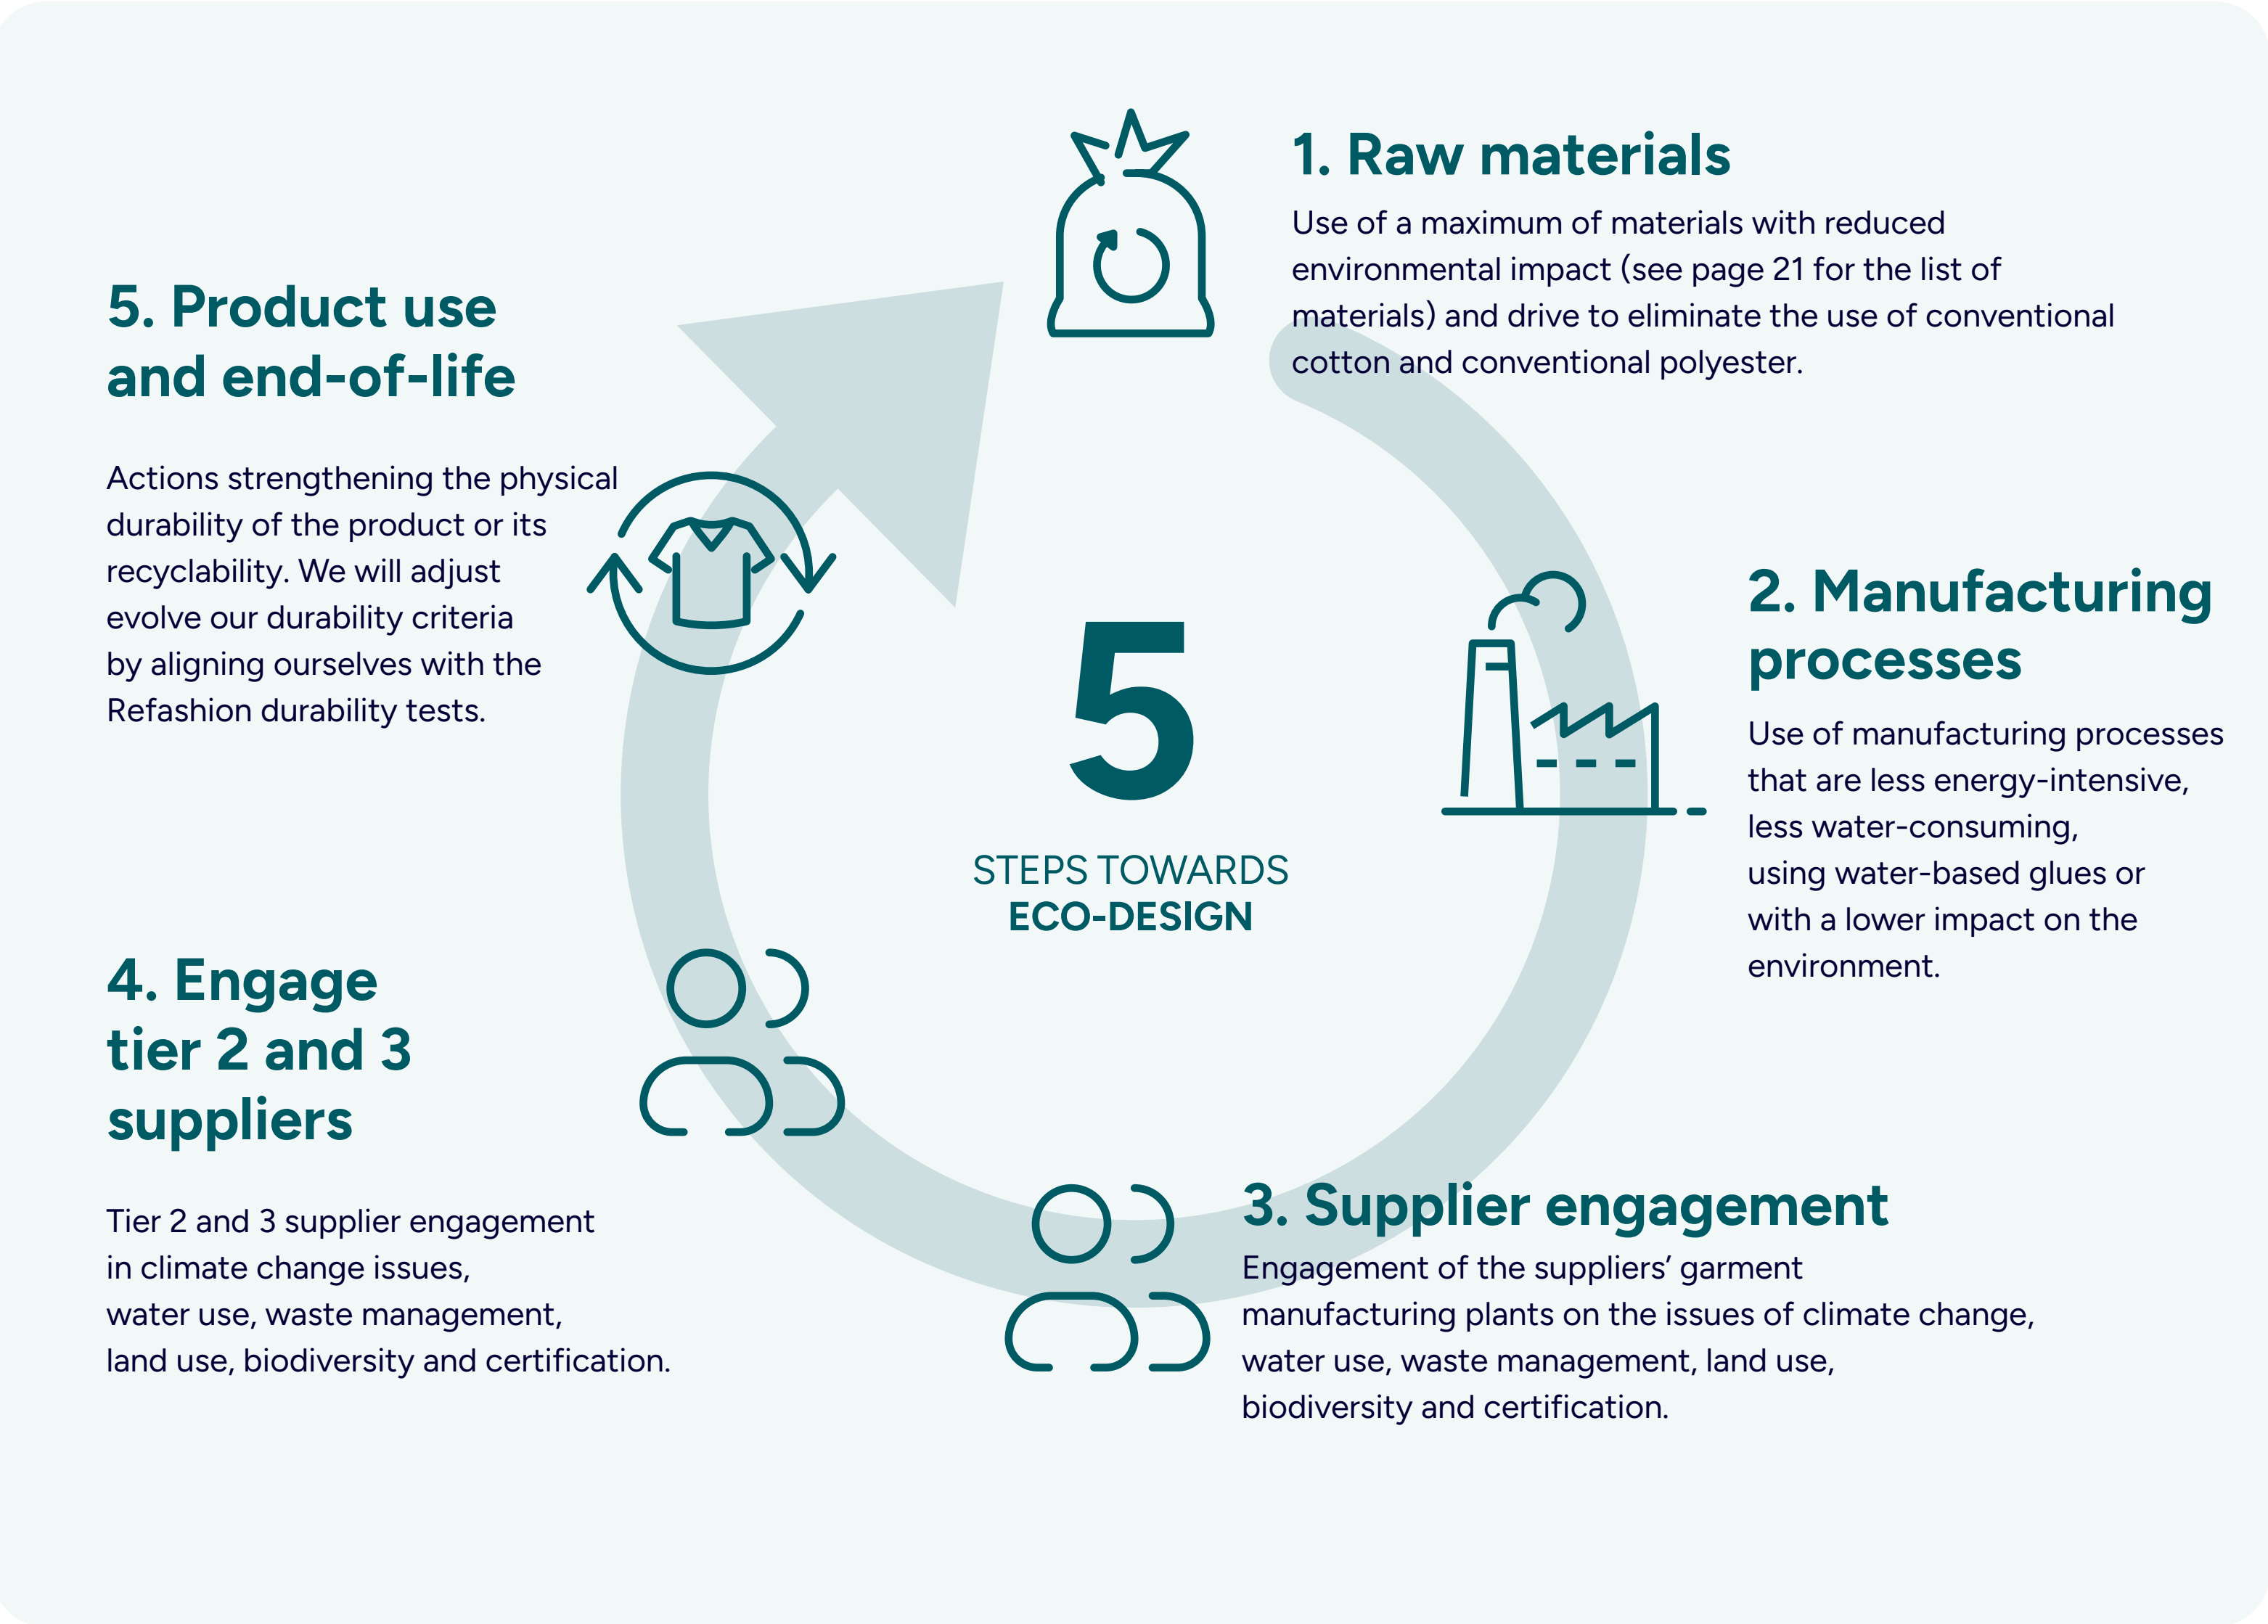 1. Raw materials
Use of a maximum of materials with reduced
environmental impact (see page 21 for the list of
materials) and drive to eliminate the use of conventional
cotton and conventional polyester.
2. Manufacturing
processes
Use of manufacturing processes
that are less energy-intensive,
less water-consuming,
using water-based glues or
with a lower impact on the
environment.
3. Supplier engagement
Engagement of the suppliers’ garment
manufacturing plants on the issues of climate change,
water use, waste management, land use,
biodiversity and certification.
4. Engage
tier 2 and 3
suppliers
Tier 2 and 3 supplier engagement
in climate change issues,
water use, waste management,
land use, biodiversity and certification.
5. Product use
and end-of-life
Actions strengthening the physical
durability of the product or its
recyclability. We will adjust
evolve our durability criteria
by aligning ourselves with the
Refashion durability tests.
5
STEPS TOWARDS
ECO-DESIGN